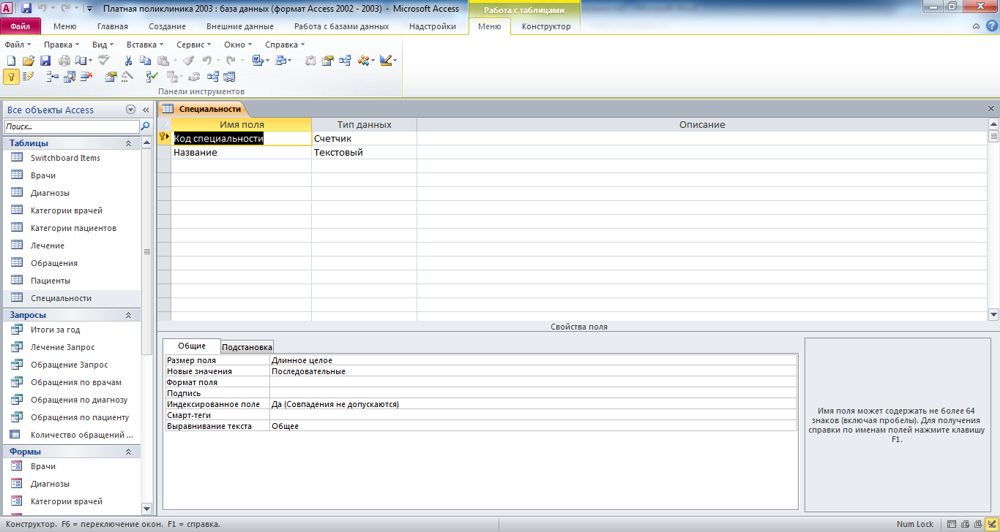 Платная поликлиника 2003 : база данных (формат Access 2002 - 2003) - Microsoft Access
Работа с таблицами
Файл Меню Главная Создание Внешние данные Работа с базами данных Надстройки Меню Конструктор
Файл Правка Вид Вставка Сервис Окно Справка
Панели инструментов
Все объекты Access
Поиск...
Таблицы
Switchboard Items
Врачи
Диагнозы
Категории врачей
Категории пациентов
Лечение
Обращения
Пациенты
Специальности
Запросы
Итоги за год
Лечение Запрос
Обращение Запрос
Обращения по врачам
Обращения по диагнозу
Обращения по пациенту
Количество обращений ...
Формы
Врачи
Диагнозы
Категории врачей
Специальности
Имя поля Тип данных Описание
Код специальности Счетчик
Название Текстовый
Свойства поля
Общие Подстановка
Размер поля Длинное целое
Новые значения Последовательные
Формат поля
Подпись
Индексированное поле Да (Совпадения не допускаются)
Смарт-теги
Выравнивание текста Общее
Имя поля может содержать не более 64
знаков (включая пробелы). Для получения
справки по именам полей нажмите клавишу
F1.
Конструктор. F6 = переключение окон. F1 = справка.
Num Lock